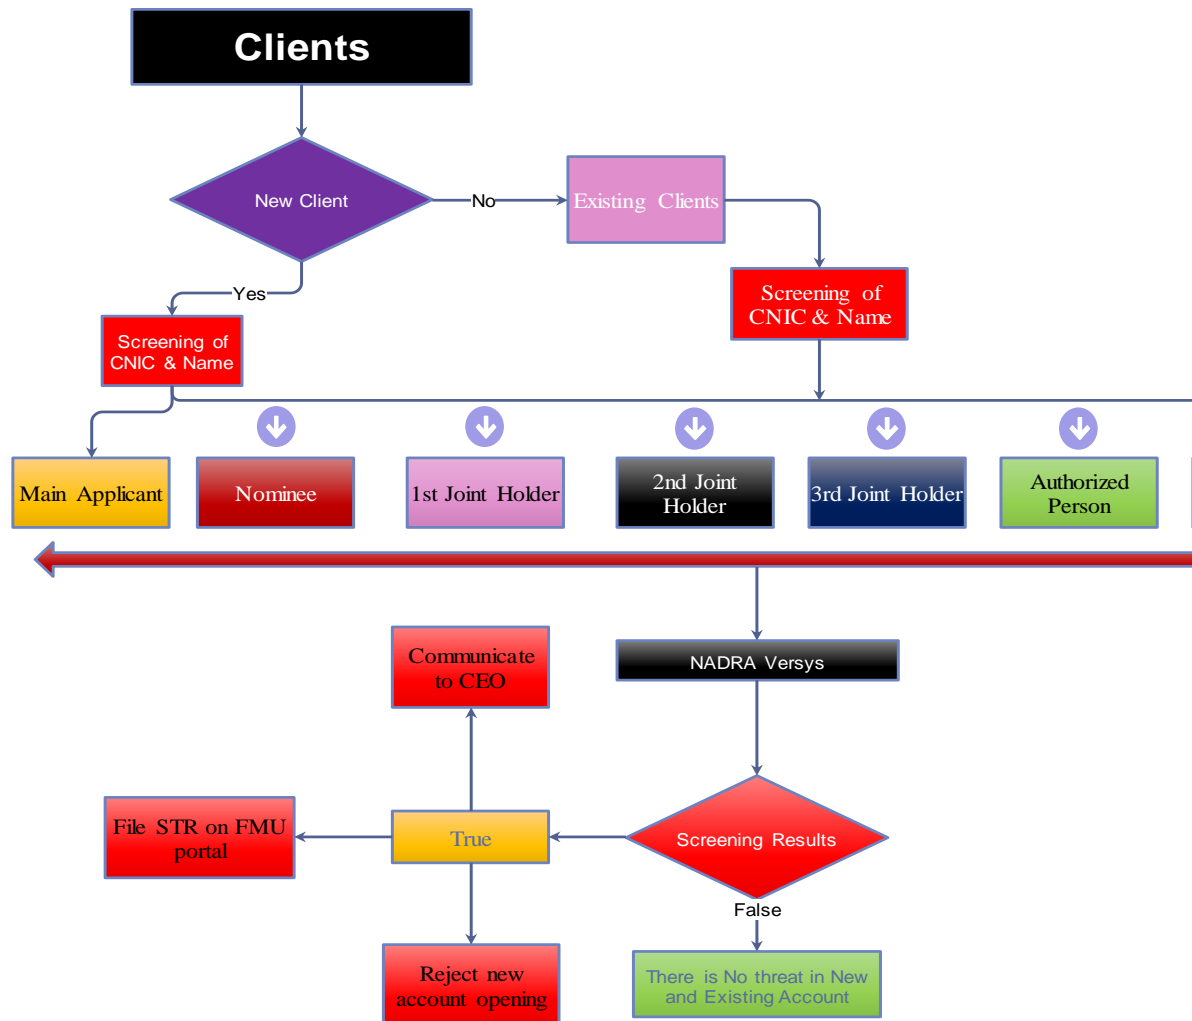 Clients
New Client
No
Existing Clients
Yes
Screening of
CNIC & Name
Screening of
CNIC & Name
Main Applicant
Nominee
1st Joint Holder
2nd Joint
Holder
3rd Joint Holder
Authorized
Person
NADRA Versys
Communicate
to CEO
File STR on FMU
portal
True
Screening Results
False
Reject new
account opening
There is No threat in New
and Existing Account